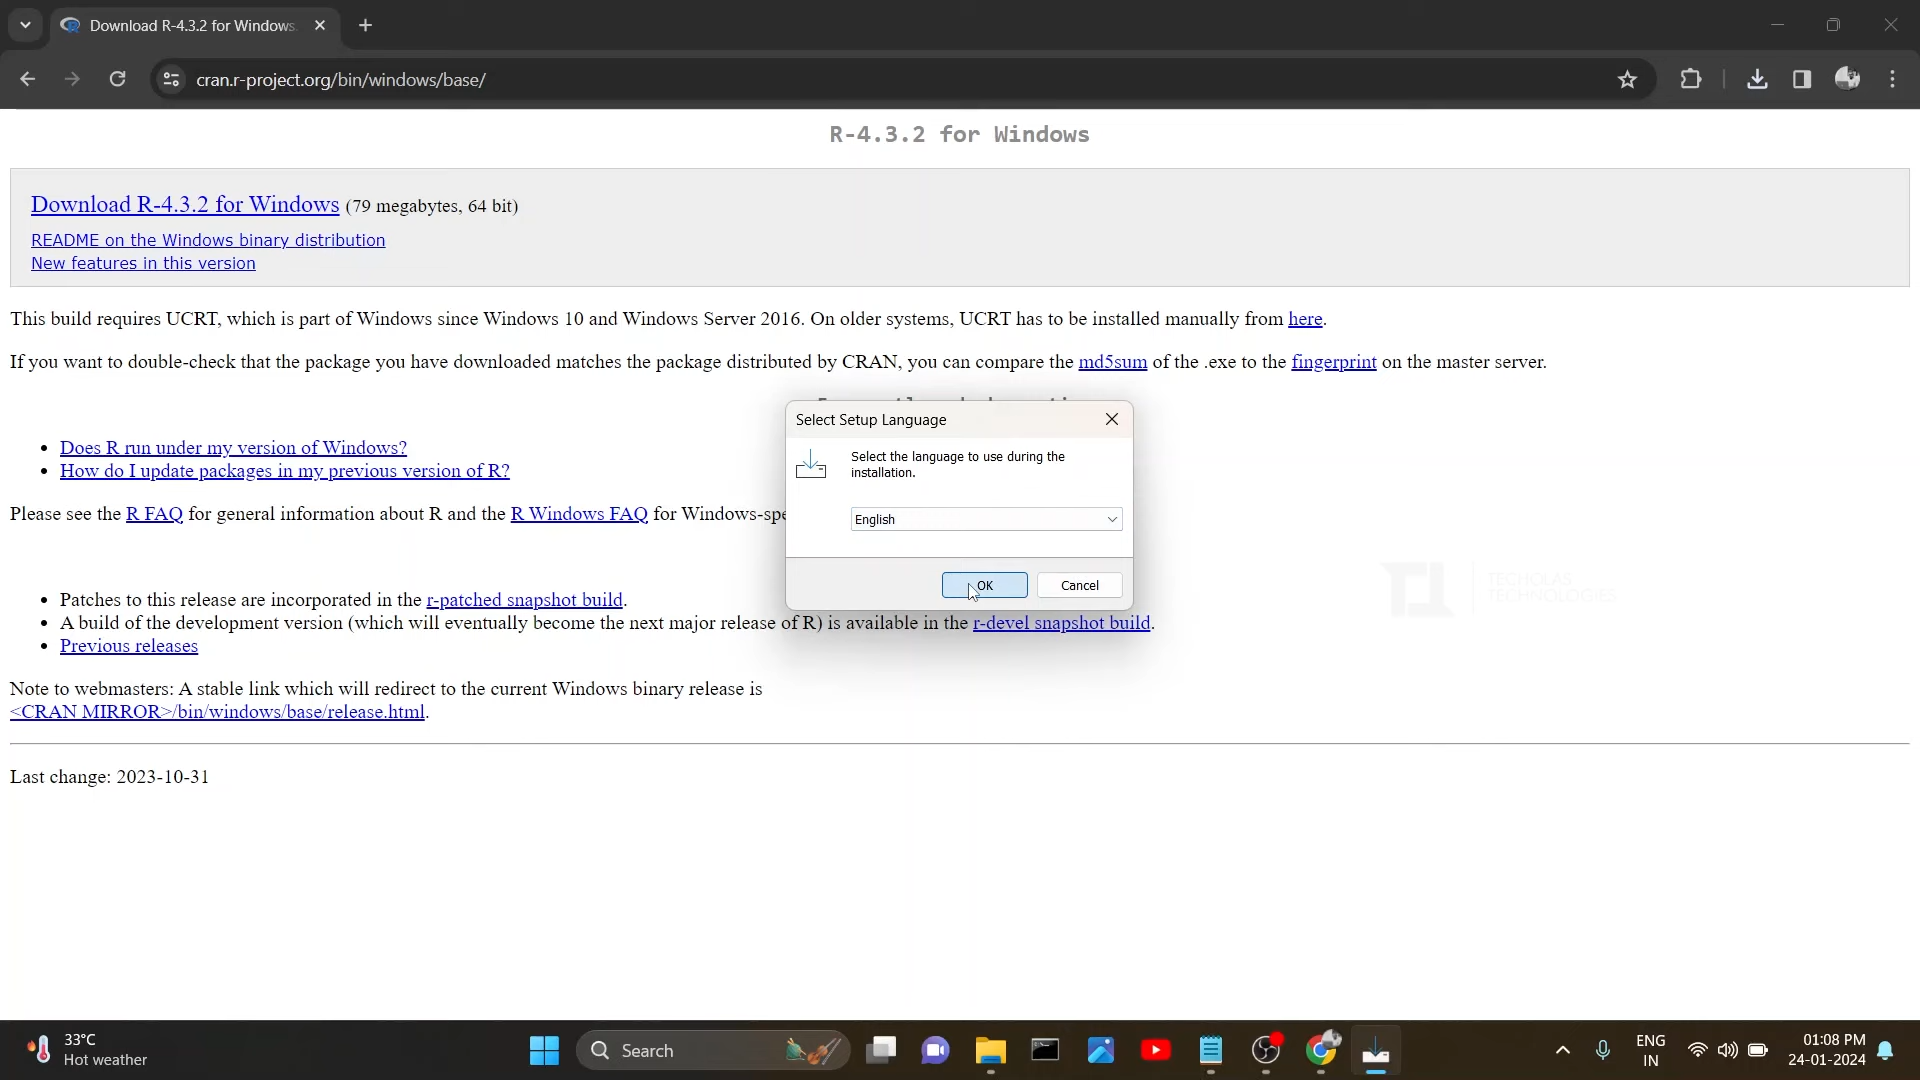 Download R-4.3.2 for Windows.
cran.r-project.org/bin/windows/base/
R-4.3.2 for Windows
Download R-4.3.2 for Windows (79 megabytes, 64 bit)
README on the Windows binary distribution
New features in this version
This build requires UCRT, which is part of Windows since Windows 10 and Windows Server 2016. On older systems, UCRT has to be installed manually from here.
If you want to double-check that the package you have downloaded matches the package distributed by CRAN, you can compare the md5sum of the .exe to the fingerprint on the master server.
Select Setup Language
Select the language to use during the
installation.
English
OK Cancel
• Does R run under my version of Windows?
• How do I update packages in my previous version of R?
Please see the R FAQ for general information about R and the R Windows FAQ for Windows-spe
• Patches to this release are incorporated in the r-patched snapshot build.
• A build of the development version (which will eventually become the next major release of R) is available in the r-devel snapshot build.
• Previous releases
TECHOLAS
TECHNOLOGIES
Note to webmasters: A stable link which will redirect to the current Windows binary release is
<CRAN MIRROR>/bin/windows/base/release.html.
Last change: 2023-10-31
33°C
Hot weather
Search
ENG
IN
01:08 PM
24-01-2024